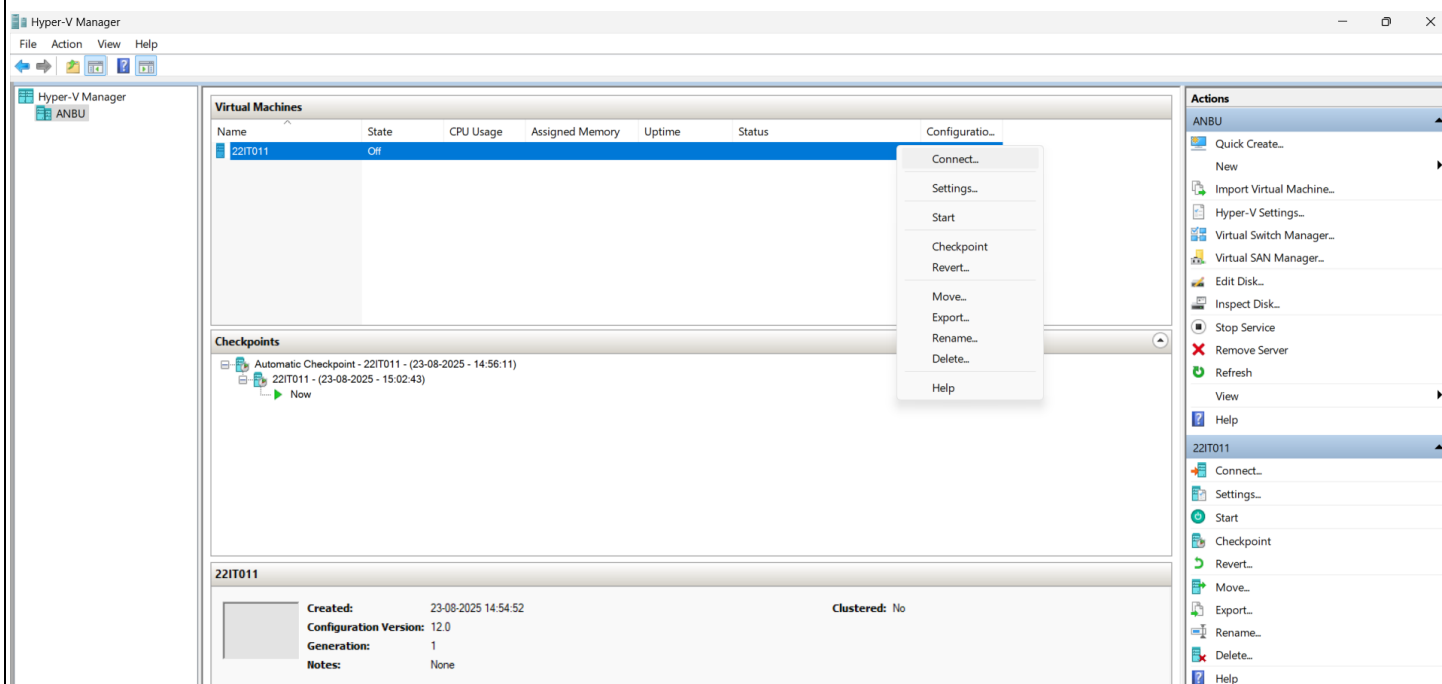 Hyper-V Manager
File Action View Help
Hyper-V Manager
ANBU
Virtual Machines
Name State CPU Usage Assigned Memory Uptime Status Configuratio...
22IT011 Off
Connect...
Settings...
Start
Checkpoint
Revert...
Move...
Export...
Rename...
Delete...
Help
Checkpoints
Automatic Checkpoint - 22IT011 - (23-08-2025 - 14:56:11)
22IT011 - (23-08-2025 - 15:02:43)
Now
22IT011
Created: 23-08-2025 14:54:52 Clustered: No
Configuration Version: 12.0
Generation: 1
Notes: None
Actions
ANBU
Quick Create...
New
Import Virtual Machine...
Hyper-V Settings...
Virtual Switch Manager...
Virtual SAN Manager...
Edit Disk...
Inspect Disk...
Stop Service
Remove Server
Refresh
View
Help
22IT011
Connect...
Settings...
Start
Checkpoint
Revert...
Move...
Export...
Rename...
Delete...
Help